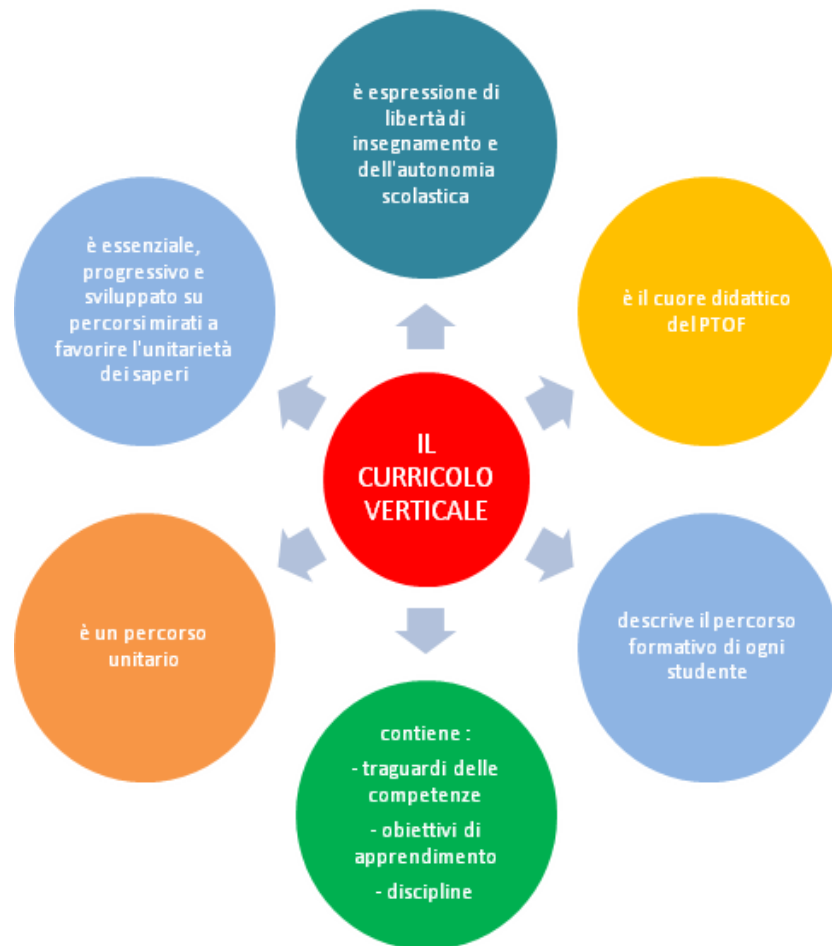 è espressione di
libertà di
insegnamento e
dell'autonomia
scolastica
è essenziale,
progressivo e
sviluppato su
percorsi mirati a
favorire l'unitarietà
dei saperi
è il cuore didattico
del PTOF
IL
CURRICOLO
VERTICALE
è un percorso
unitario
descrive il percorso
formativo di ogni
studente
contiene :
- traguardi delle
competenze
- obiettivi di
apprendimento
- discipline